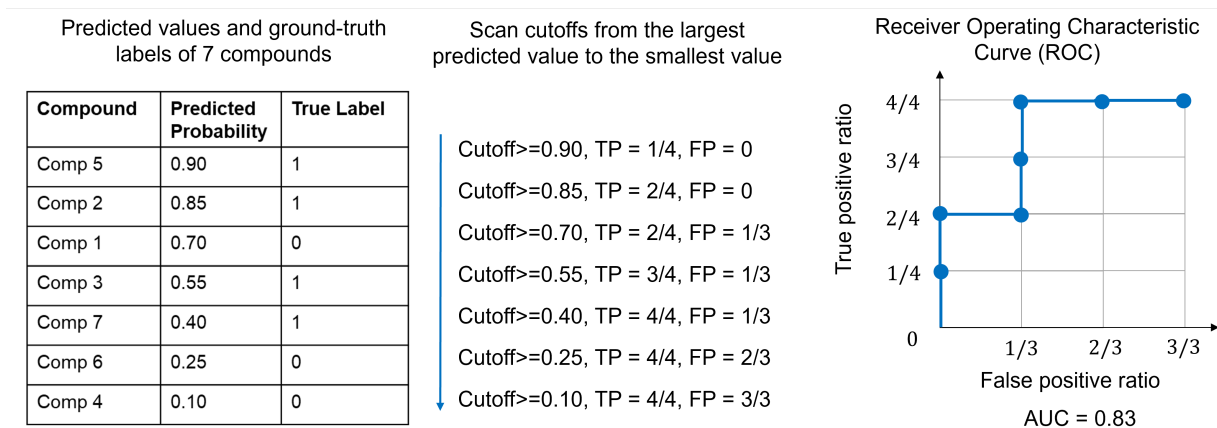 Predicted values and ground-truth
labels of 7 compounds
Compound Predicted Probability True Label
Comp 5 0.90 1
Comp 2 0.85 1
Comp 1 0.70 0
Comp 3 0.55 1
Comp 7 0.40 1
Comp 6 0.25 0
Comp 4 0.10 0
Scan cutoffs from the largest
predicted value to the smallest value
Cutoff>=0.90, TP = 1/4, FP = 0
Cutoff>=0.85, TP = 2/4, FP = 0
Cutoff>=0.70, TP = 2/4, FP = 1/3
Cutoff>=0.55, TP = 3/4, FP = 1/3
Cutoff>=0.40, TP = 4/4, FP = 1/3
Cutoff>=0.25, TP = 4/4, FP = 2/3
Cutoff>=0.10, TP = 4/4, FP = 3/3
Receiver Operating Characteristic
Curve (ROC)
True positive ratio
4/4
3/4
2/4
1/4
0
1/3 2/3 3/3
False positive ratio
AUC = 0.83